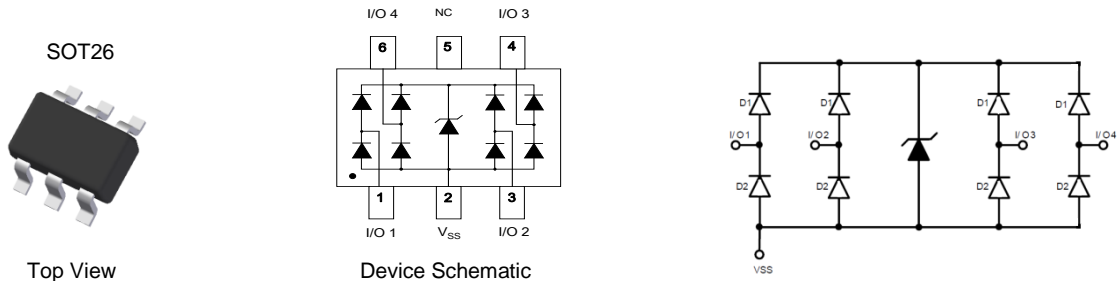 SOT26
Top View
I/O 4 NC I/O 3
6 5 4
1 2 3
I/O 1 VSS I/O 2
Device Schematic
D1 D1 D1 D1
I/O1 I/O2 I/O3 I/O4
D2 D2 D2 D2
VSS